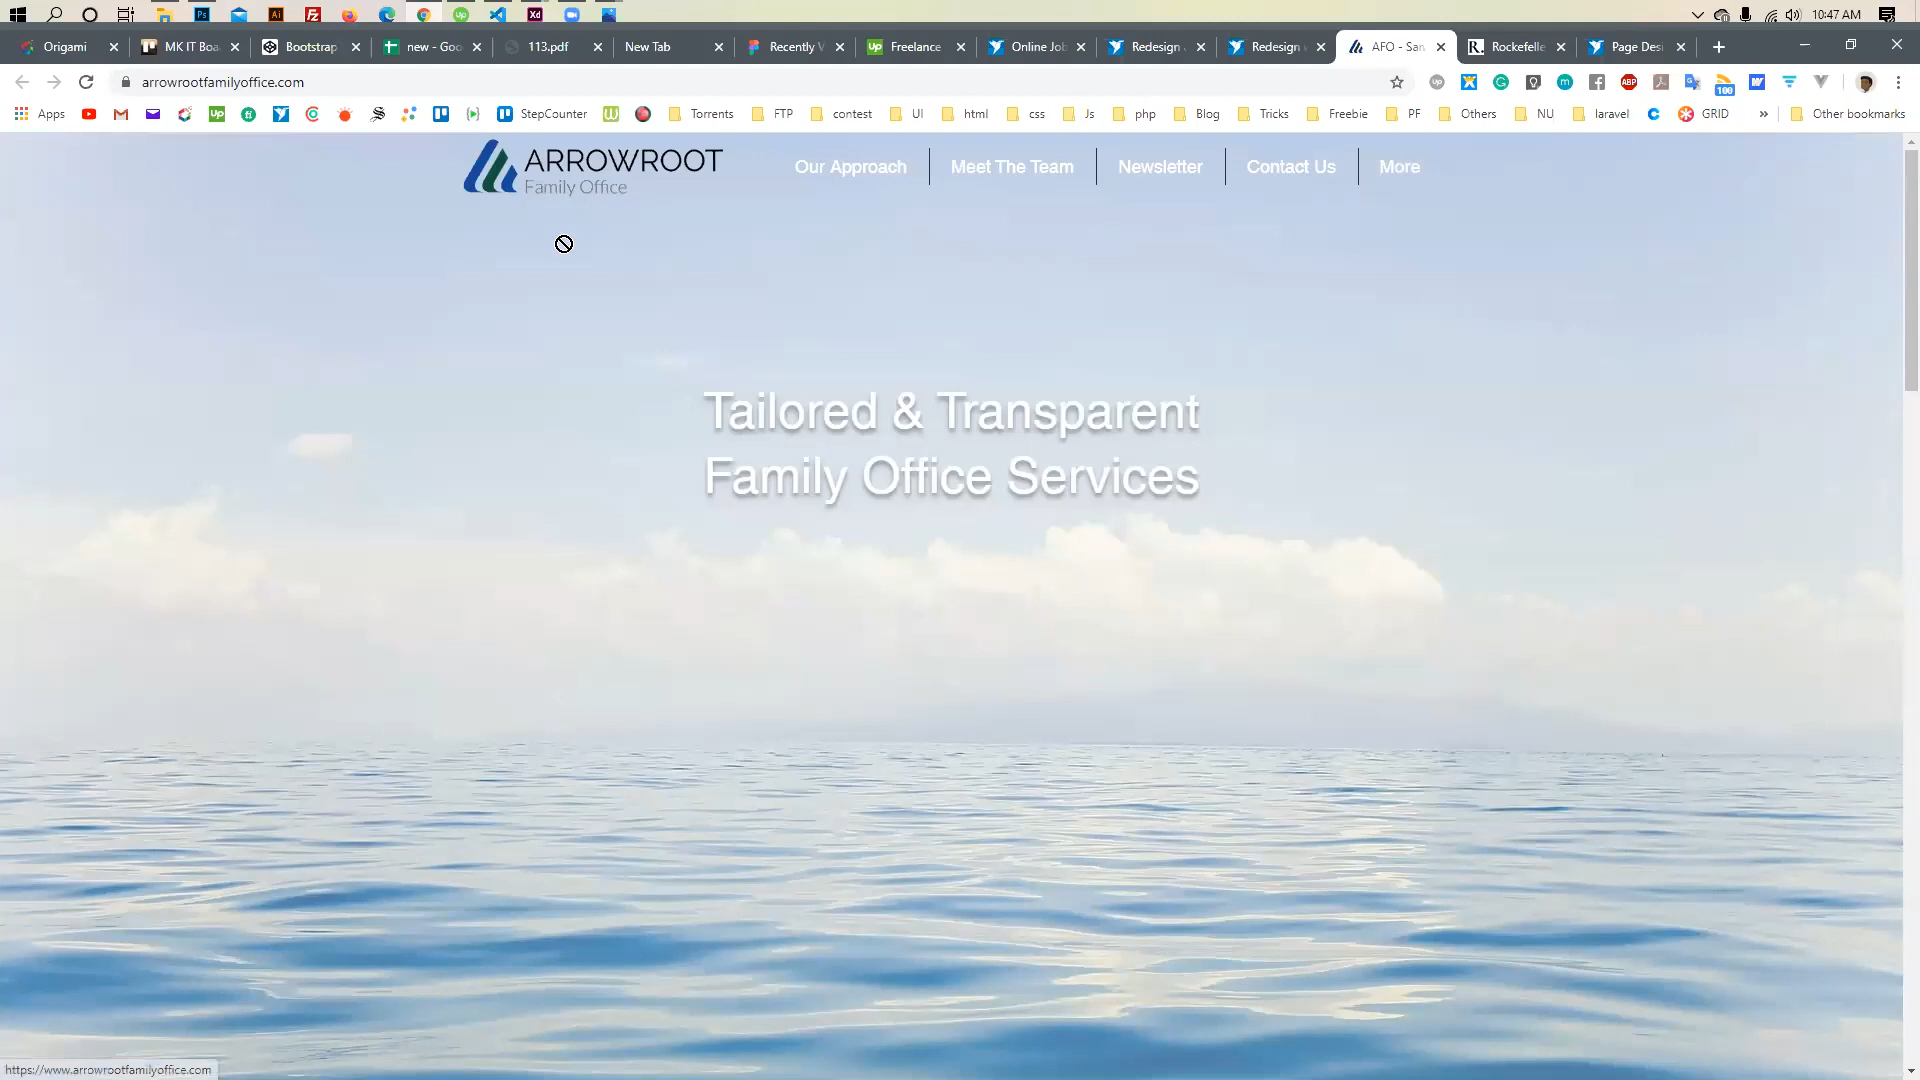 10:47 AM
Origami
MK IT Boa
Bootstrap
new - Goo
113.pdf
New Tab
Recently V
Freelance
Online Job
Redesign
Redesign
AFO - San
Rockefelle
Page Desi
arrowrootfamilyoffice.com
100
Apps
StepCounter
Torrents
FTP
contest
UI
html
css
Js
php
Blog
Tricks
Freebie
PF
Others
NU
laravel
GRID
Other bookmarks
ARROWROOT
Family Office
Our Approach
Meet The Team
Newsletter
Contact Us
More
Tailored & Transparent
Family Office Services
https://www.arrowrootfamilyoffice.com